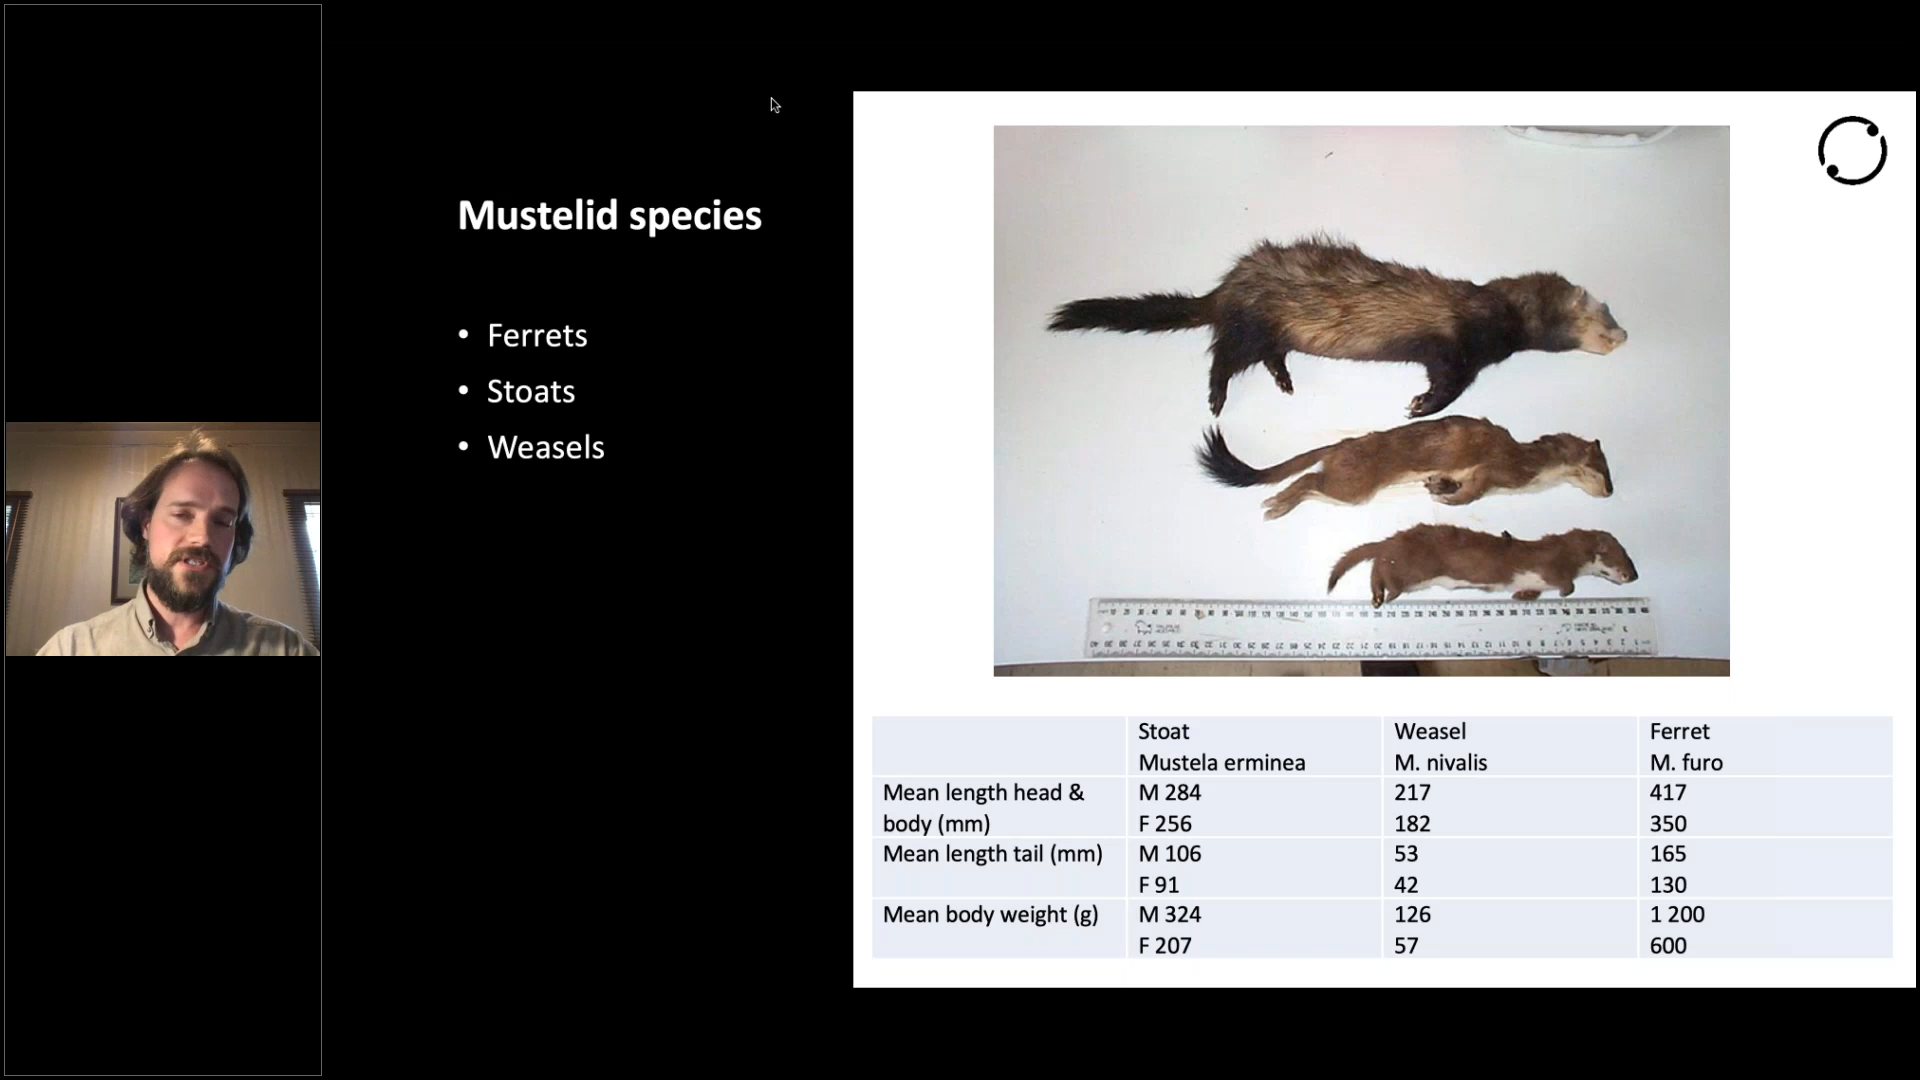 Mustelid species
• Ferrets
• Stoats
• Weasels
Stoat
Mustela erminea
Weasel
M. nivalis
Ferret
M. furo
Mean length head &
body (mm)
M 284
F 256
217
182
417
350
Mean length tail (mm)
M 106
F 91
53
42
165
130
Mean body weight (g)
M 324
F 207
126
57
1 200
600